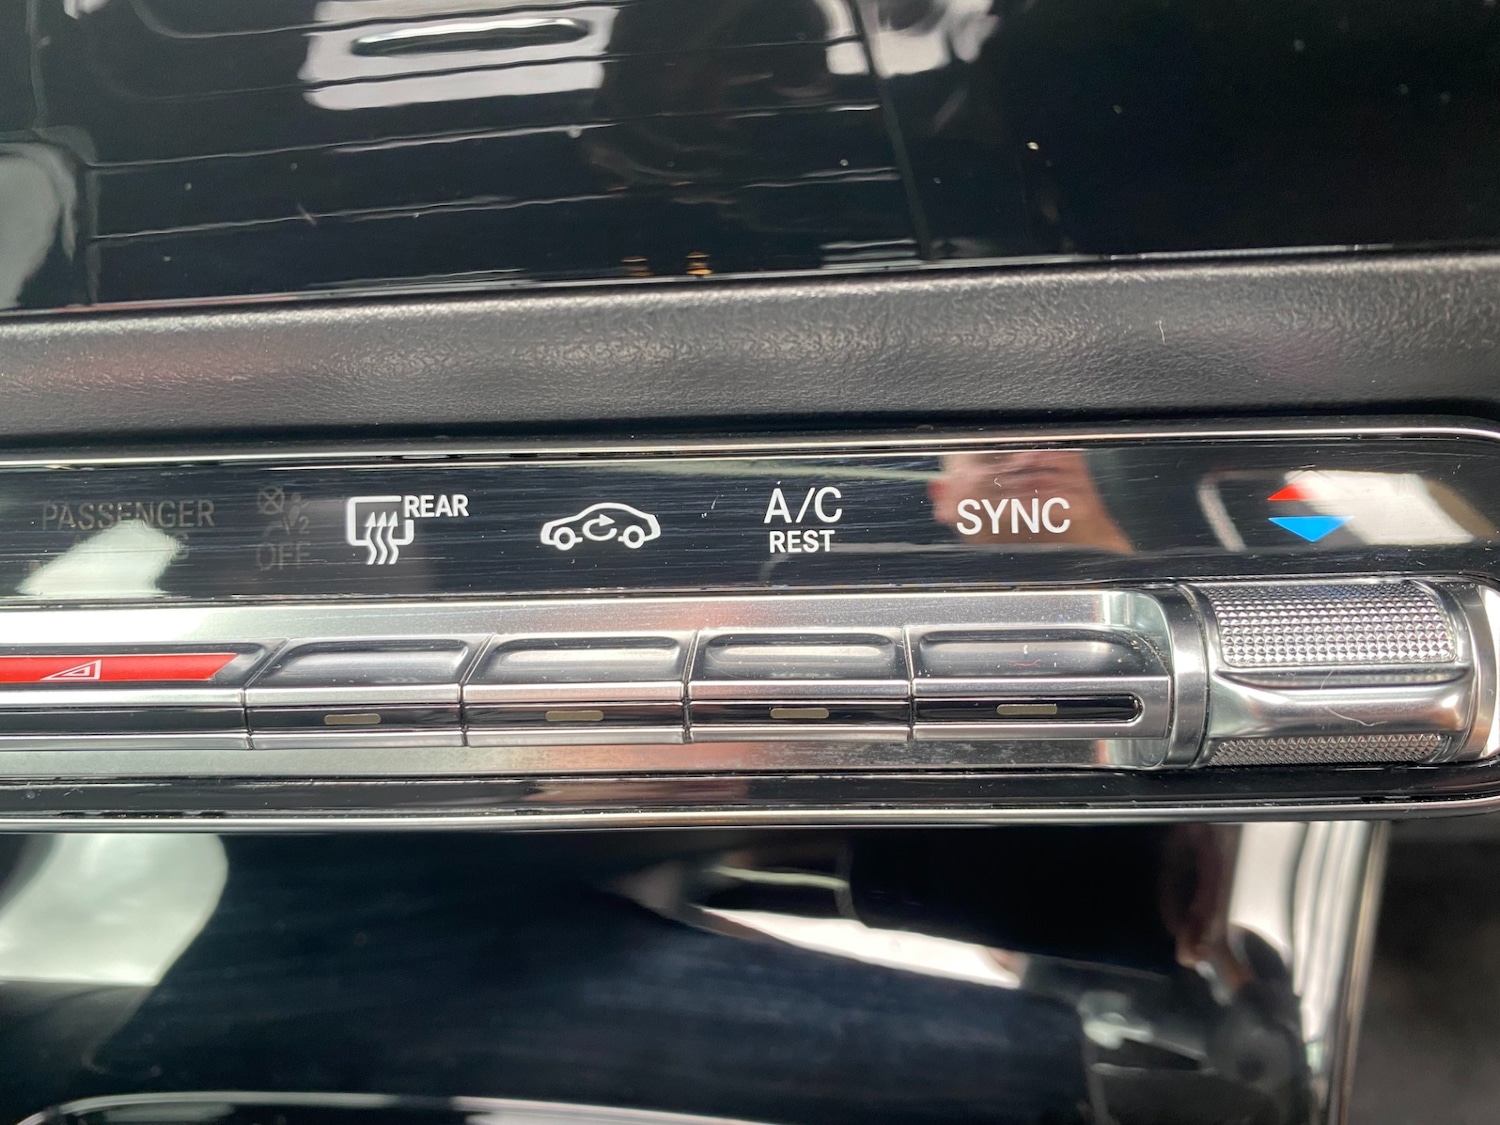 PASSENGER
OFF
REAR
A/C
REST
SYNC